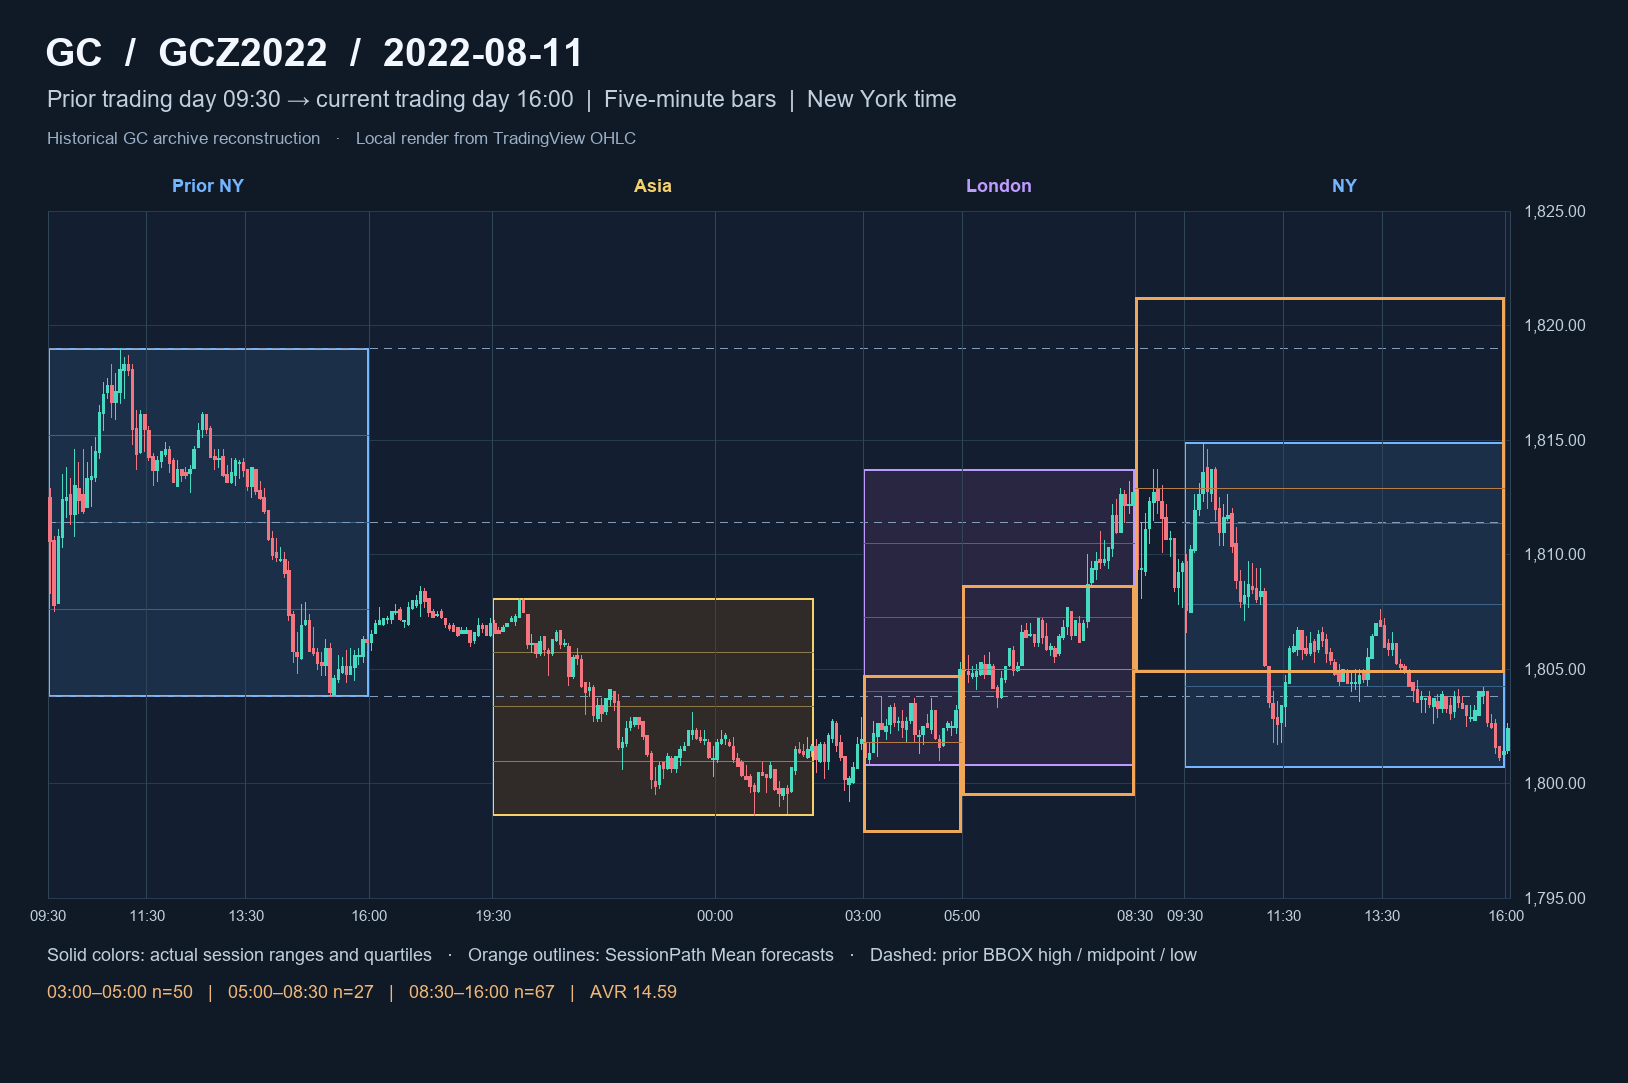 GC / GCZ2022 / 2022-08-11
Prior trading day 09:30 → current trading day 16:00 | Five-minute bars | New York time
Historical GC archive reconstruction · Local render from TradingView OHLC
Prior NY Asia London NY
1,825.00
1,820.00
1,815.00
1,810.00
1,805.00
1,800.00
1,795.00
09:30 11:30 13:30 16:00 19:30 00:00 03:00 05:00 08:30 09:30 11:30 13:30 16:00
Solid colors: actual session ranges and quartiles · Orange outlines: SessionPath Mean forecasts · Dashed: prior BBOX high / midpoint / low
03:00–05:00 n=50 | 05:00–08:30 n=27 | 08:30–16:00 n=67 | AVR 14.59